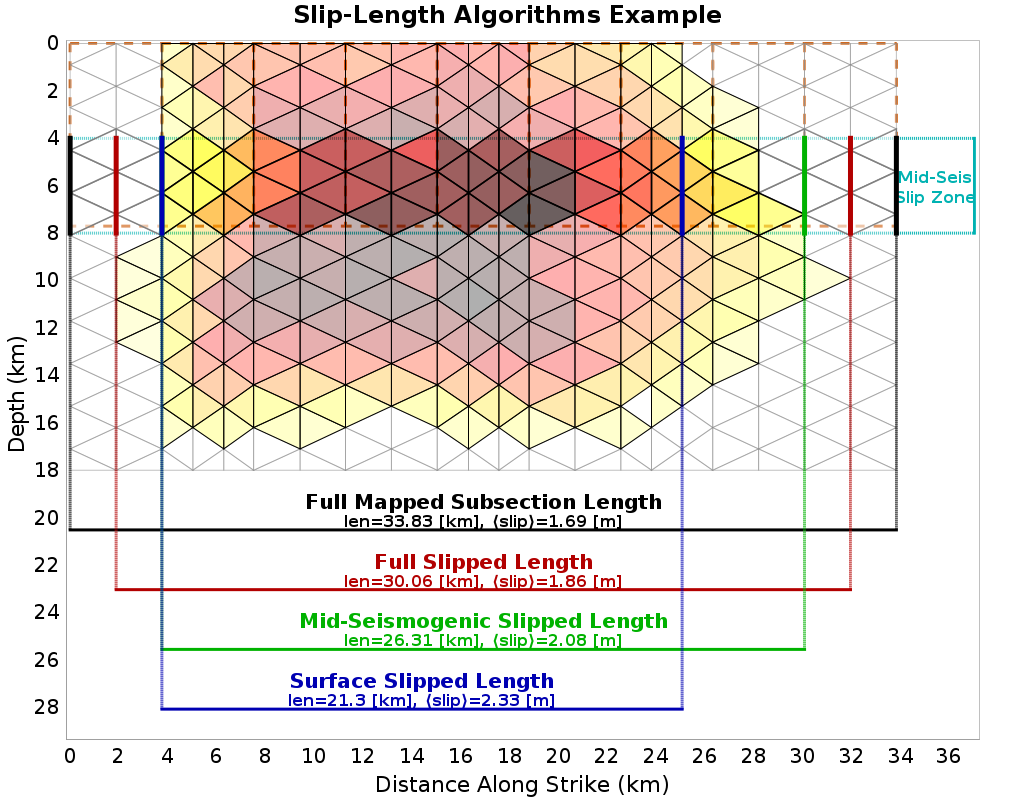 Slip-Length Algorithms Example
0
2
4
6
8
10
12
14
16
18
20
22
24
26
28
Depth (km)
Mid-Seis
Slip Zone
Full Mapped Subsection Length
len=33.83 [km], ⟨slip⟩=1.69 [m]
Full Slipped Length
len=30.06 [km], ⟨slip⟩=1.86 [m]
Mid-Seismogenic Slipped Length
len=26.31 [km], ⟨slip⟩=2.08 [m]
Surface Slipped Length
len=21.3 [km], ⟨slip⟩=2.33 [m]
0 2 4 6 8 10 12 14 16 18 20 22 24 26 28 30 32 34 36
Distance Along Strike (km)